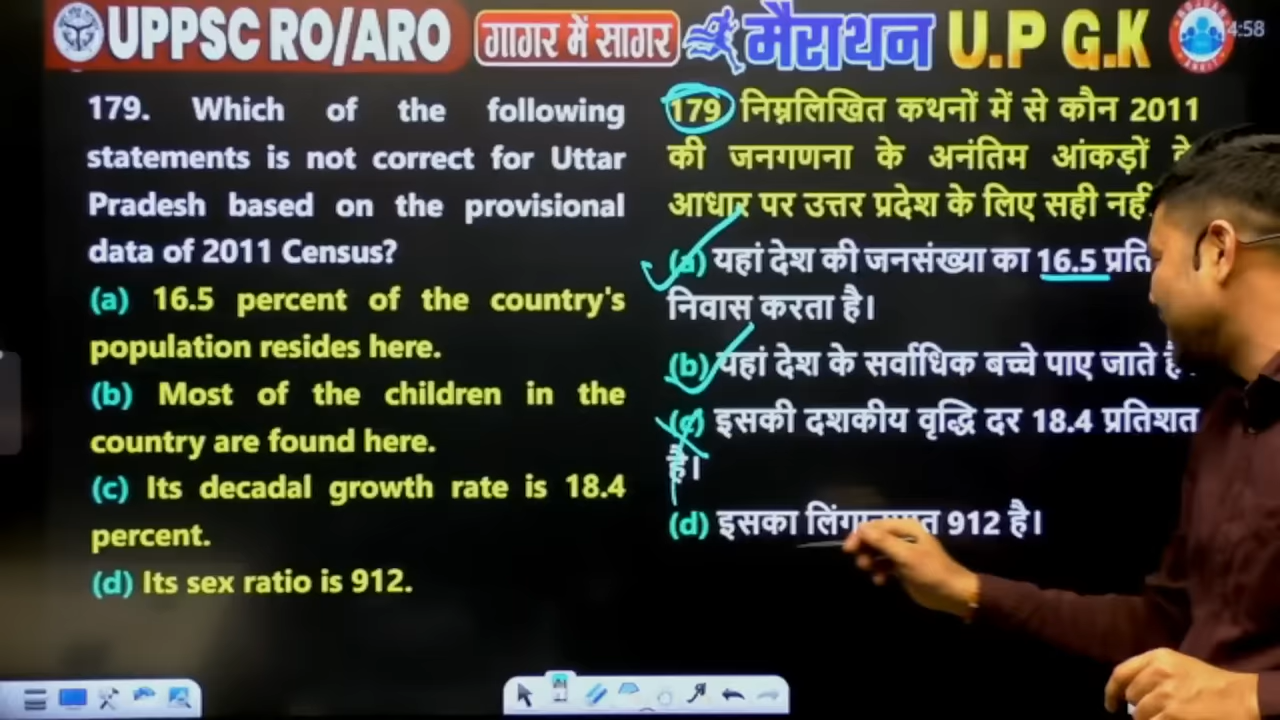 UPPSC RO/ARO गागर में सागर मैराथन U.P G.K
4:58
179. Which of the following
statements is not correct for Uttar
Pradesh based on the provisional
data of 2011 Census?
(a) 16.5 percent of the country's
population resides here.
(b) Most of the children in the
country are found here.
(c) Its decadal growth rate is 18.4
percent.
(d) Its sex ratio is 912.
179 निम्नलिखित कथनों में से कौन 2011
की जनगणना के अनंतिम आंकड़ों
आधार पर उत्तर प्रदेश के लिए सही
(a) यहां देश की जनसंख्या का 16.5
निवास करता है।
(b) यहां देश के सर्वाधिक बच्चे पाए जाते
(c) इसकी दशकीय वृद्धि दर 18.4 प्रतिशत
है।
(d) इसका 912 है।